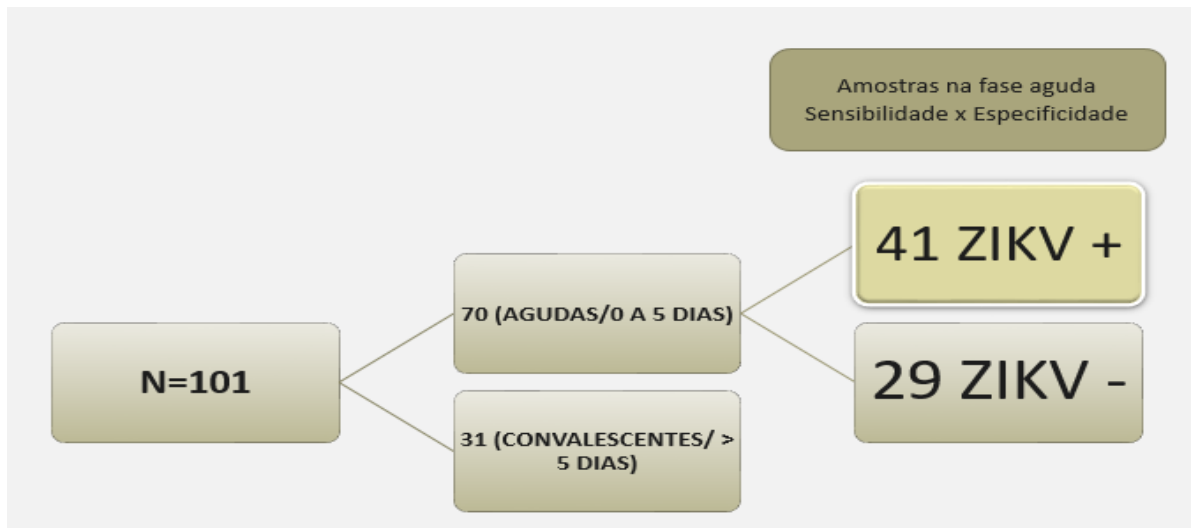 Amostras na fase aguda
Sensibilidade x Especificidade
41 ZIKV +
70 (AGUDAS/0 A 5 DIAS)
29 ZIKV -
N=101
31 (CONVALESCENTES/ >
5 DIAS)